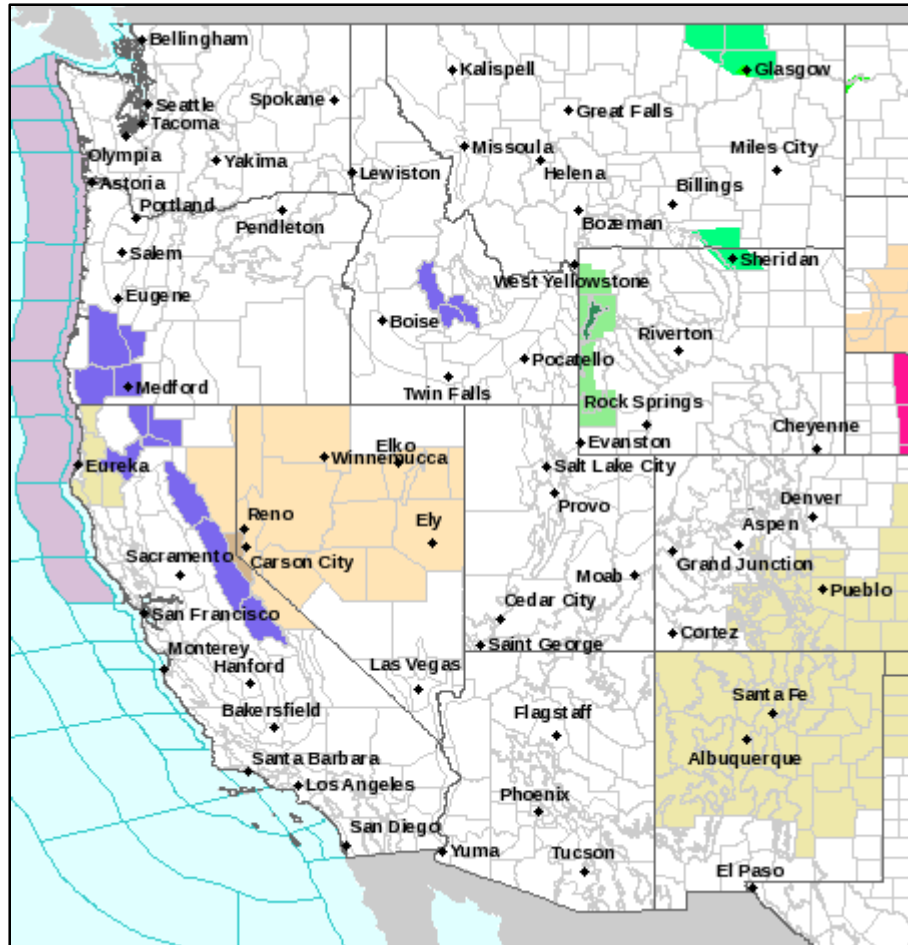 Bellingham
Kalispell
Glasgow
Seattle
Spokane
Great Falls
Tacoma
Olympia
Missoula
Miles City
Yakima
Lewiston
Helena
Astoria
Billings
Portland
Pendleton
Bozeman
Salem
Sheridan
West Yellowstone
Eugene
Boise
Riverton
Pocatello
Medford
Twin Falls
Rock Springs
Cheyenne
Elko
Evanston
Winnemucca
Eureka
Salt Lake City
Provo
Denver
Reno
Ely
Aspen
Sacramento
Carson City
Grand Junction
Moab
Pueblo
San Francisco
Cedar City
Cortez
Saint George
Monterey
Hanford
Las Vegas
Santa Fe
Bakersfield
Flagstaff
Albuquerque
Santa Barbara
Los Angeles
Phoenix
San Diego
Yuma
Tucson
El Paso